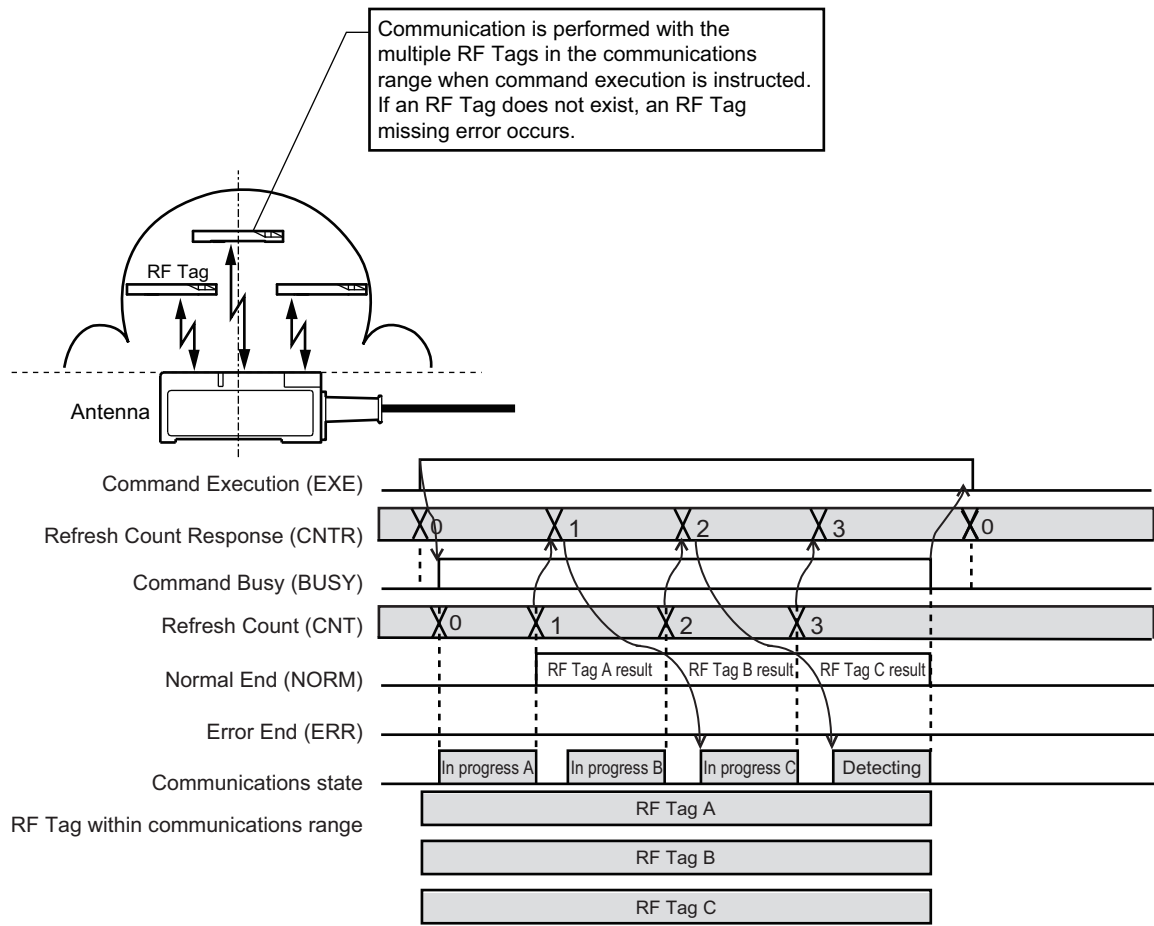 Communication is performed with the
multiple RF Tags in the communications
range when command execution is instructed.
If an RF Tag does not exist, an RF Tag
missing error occurs.
RF Tag
Antenna
Command Execution (EXE)
Refresh Count Response (CNTR)
0
1
2
3
0
Command Busy (BUSY)
Refresh Count (CNT)
0
1
2
3
Normal End (NORM)
RF Tag A result
RF Tag B result
RF Tag C result
Error End (ERR)
Communications state
In progress A
In progress B
In progress C
Detecting
RF Tag within communications range
RF Tag A
RF Tag B
RF Tag C